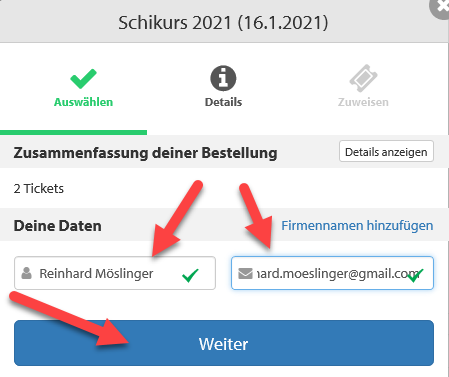 Schikurs 2021 (16.1.2021)
Auswählen
Details
Zuweisen
Zusammenfassung deiner Bestellung
Details anzeigen
2 Tickets
Deine Daten
Firmennamen hinzufügen
Reinhard Möslinger
ard.moeslinger@gmail.com
Weiter